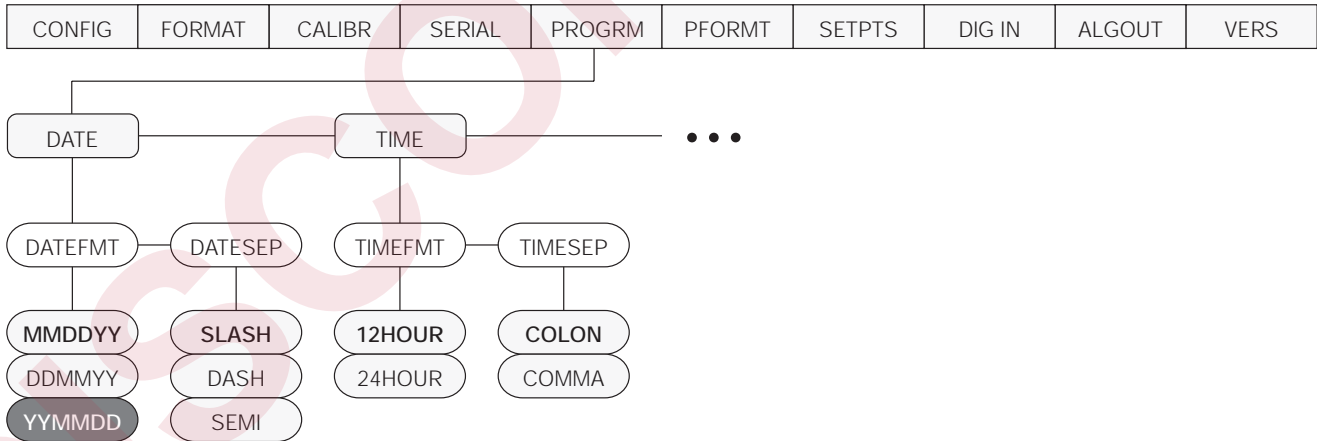 CONFIG FORMAT CALIBR SERIAL PROGRM PFORMT SETPTS DIG IN ALGOUT VERS
DATE TIME •••
DATEFMT DATESEP TIMEFMT TIMESEP
MMDDYY SLASH 12HOUR COLON
DDMMYY DASH 24HOUR COMMA
YYMMDD SEMI